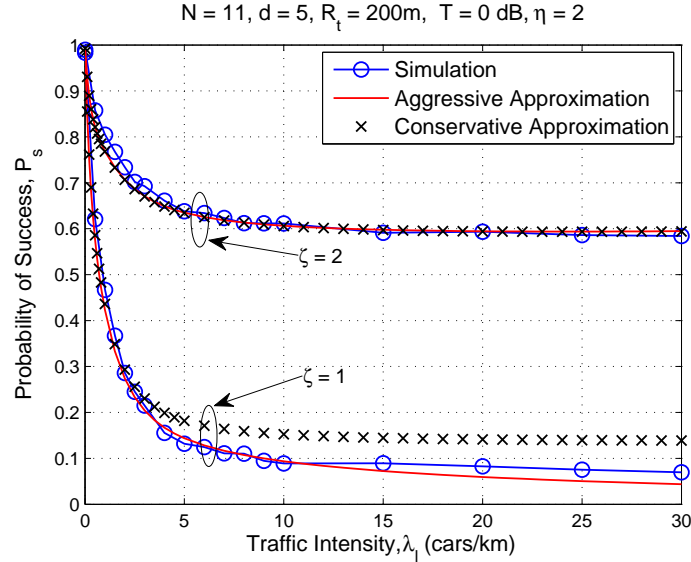 N = 11, d = 5, R_t = 200m, T = 0 dB, η = 2
Simulation
Aggressive Approximation
Conservative Approximation
Probability of Success, P_s
1
0.9
0.8
0.7
0.6
0.5
0.4
0.3
0.2
0.1
0
ζ = 2
ζ = 1
0 5 10 15 20 25 30
Traffic Intensity,λ_l (cars/km)